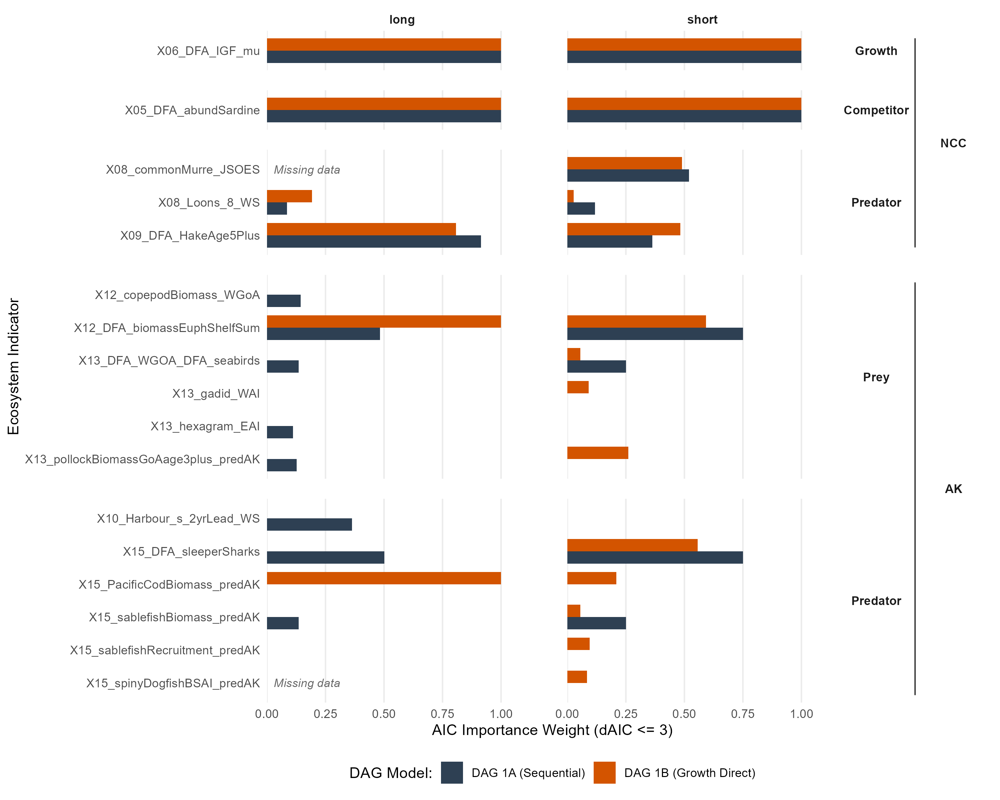 long
short
X06_DFA_IGF_mu
Growth
X05_DFA_abundSardine
Competitor
NCC
X08_commonMurre_JSOES
Missing data
X08_Loons_8_WS
Predator
X09_DFA_HakeAge5Plus
X12_copepodBiomass_WGoA
X12_DFA_biomassEuphShelfSum
X13_DFA_WGOA_DFA_seabirds
Prey
X13_gadid_WAI
X13_hexagram_EAI
X13_pollockBiomassGoAage3plus_predAK
AK
X10_Harbour_s_2yrLead_WS
X15_DFA_sleeperSharks
X15_PacificCodBiomass_predAK
Predator
X15_sablefishBiomass_predAK
X15_sablefishRecruitment_predAK
X15_spinyDogfishBSAI_predAK
Missing data
Ecosystem Indicator
0.00 0.25 0.50 0.75 1.00
0.00 0.25 0.50 0.75 1.00
AIC Importance Weight (dAIC <= 3)
DAG Model: DAG 1A (Sequential) DAG 1B (Growth Direct)